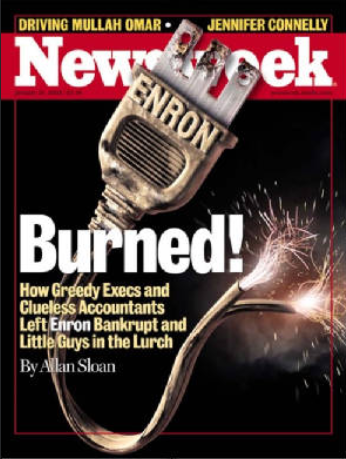 DRIVING MULLAH OMAR • JENNIFER CONNELLY
Newsweek
ENRON
Burned!
How Greedy Execs and
Clueless Accountants
Left Enron Bankrupt and
Little Guys in the Lurch
By Allan Sloan